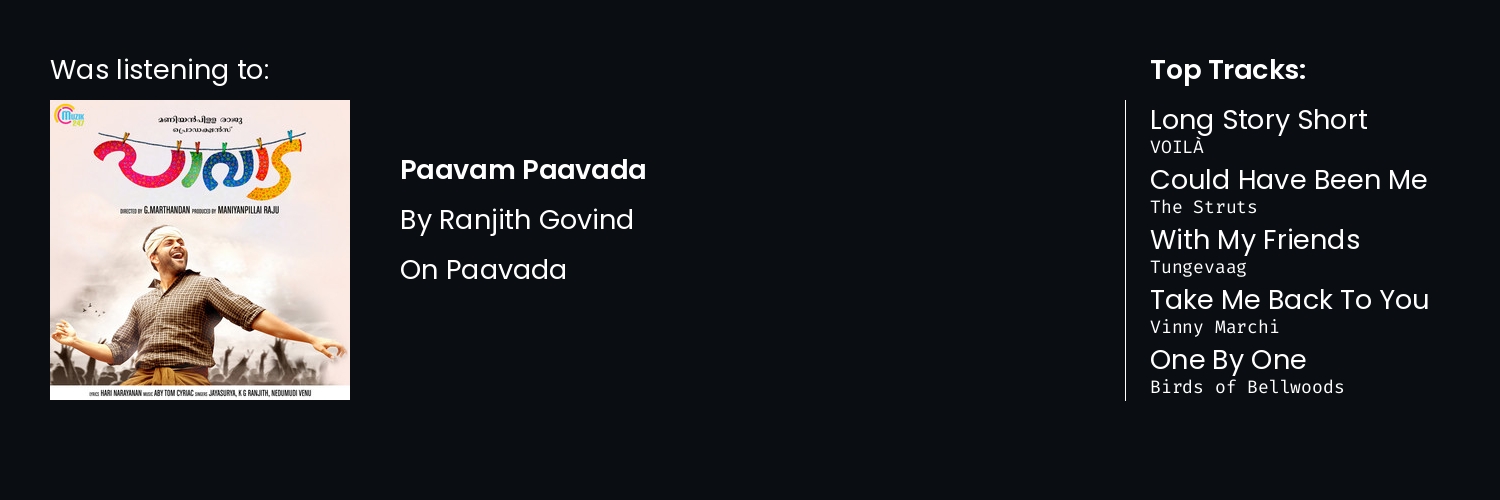 Was listening to:
MUZIK
247
മണിയൻപിള്ള രാജു
പ്രൊഡക്ഷൻസ്
പാവാട
DIRECTED BY G.MARTHANDAN PRODUCED BY MANIYANPILLAI RAJU
LYRICS HARI NARAYANAN MUSIC ABY TOM CYRIAC SINGERS JAYASURYA, K G RANJITH, NEDUMUDI VENU
Paavam Paavada
By Ranjith Govind
On Paavada
Top Tracks:
Long Story Short
VOILÀ
Could Have Been Me
The Struts
With My Friends
Tungevaag
Take Me Back To You
Vinny Marchi
One By One
Birds of Bellwoods